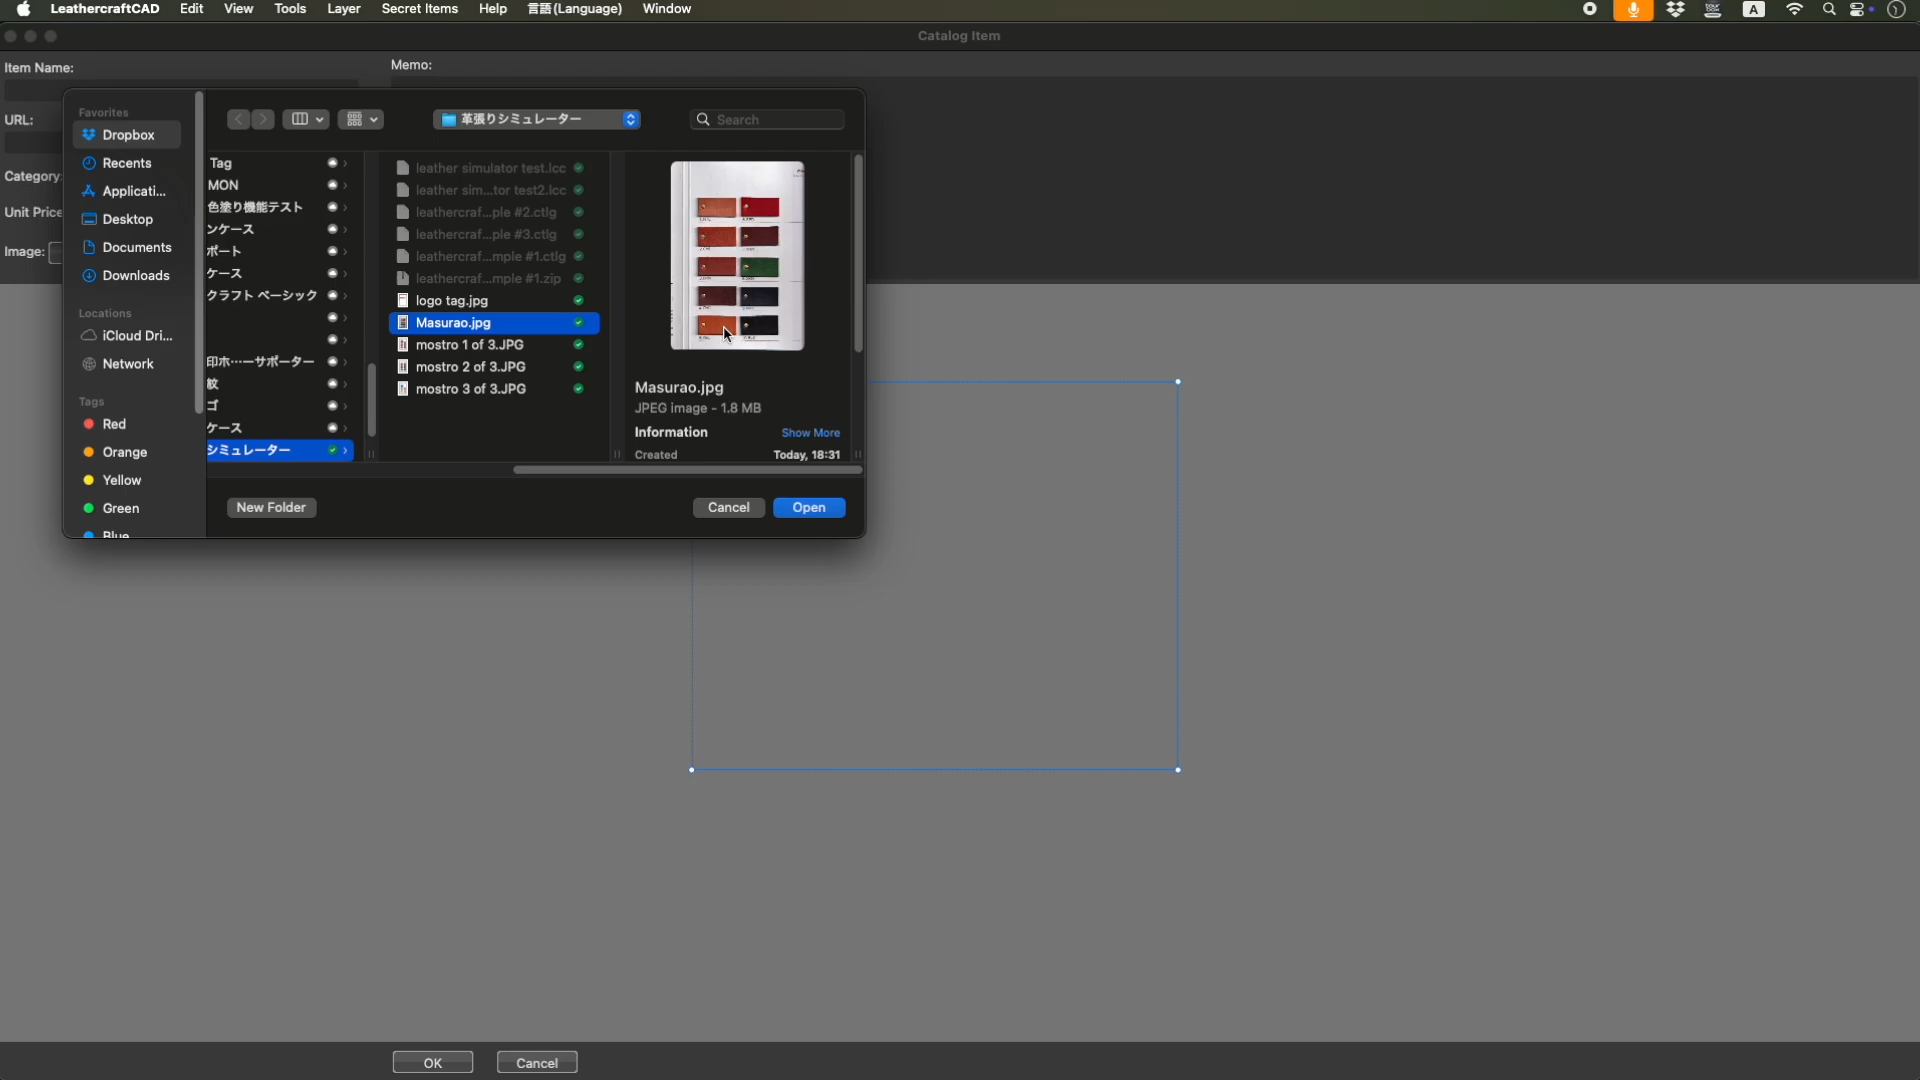 LeathercraftCAD Edit View Tools Layer Secret Items Help 言語(Language) Window
A
Catalog Item
Item Name:
Memo:
URL:
Category:
Unit Price
Image:
Favorites
Dropbox
Recents
Applicati...
Desktop
Documents
Downloads
Locations
iCloud Dri...
Network
Tags
Red
Orange
Yellow
Green
Blue
革張りシミュレーター
Search
Tag
MON
色塗り機能テスト
ンケース
ポート
ケース
クラフト ベーシック
印ホ…ーサポーター
紋
ゴ
ケース
シミュレーター
leather simulator test.lcc
leather sim...tor test2.lcc
leathercraf...ple #2.ctlg
leathercraf...ple #3.ctlg
leathercraf...mple #1.ctlg
leathercraf...mple #1.zip
logo tag.jpg
Masurao.jpg
mostro 1 of 3.JPG
mostro 2 of 3.JPG
mostro 3 of 3.JPG
Masurao.jpg
JPEG image - 1.8 MB
Information Show More
Created Today, 18:31
New Folder
Cancel
Open
OK
Cancel